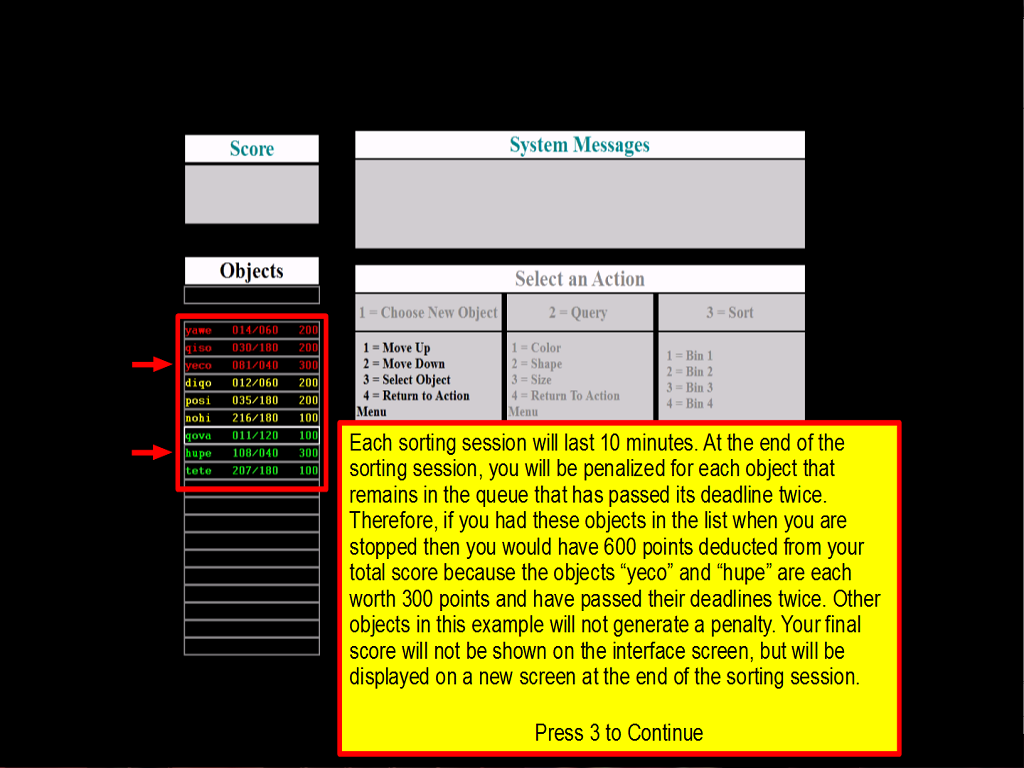 Score
System Messages
Objects
Select an Action
1 = Choose New Object
2 = Query
3 = Sort
yawe 014/060 200
qiso 030/180 200
yeco 081/040 300
diqo 012/060 200
posi 035/180 200
nohi 216/180 100
qova 011/120 100
hupe 108/040 300
tete 207/180 100
1 = Move Up
2 = Move Down
3 = Select Object
4 = Return to Action
Menu
1 = Color
2 = Shape
3 = Size
4 = Return To Action
Menu
1 = Bin 1
2 = Bin 2
3 = Bin 3
4 = Bin 4
Each sorting session will last 10 minutes. At the end of the
sorting session, you will be penalized for each object that
remains in the queue that has passed its deadline twice.
Therefore, if you had these objects in the list when you are
stopped then you would have 600 points deducted from your
total score because the objects “yeco” and “hupe” are each
worth 300 points and have passed their deadlines twice. Other
objects in this example will not generate a penalty. Your final
score will not be shown on the interface screen, but will be
displayed on a new screen at the end of the sorting session.
Press 3 to Continue